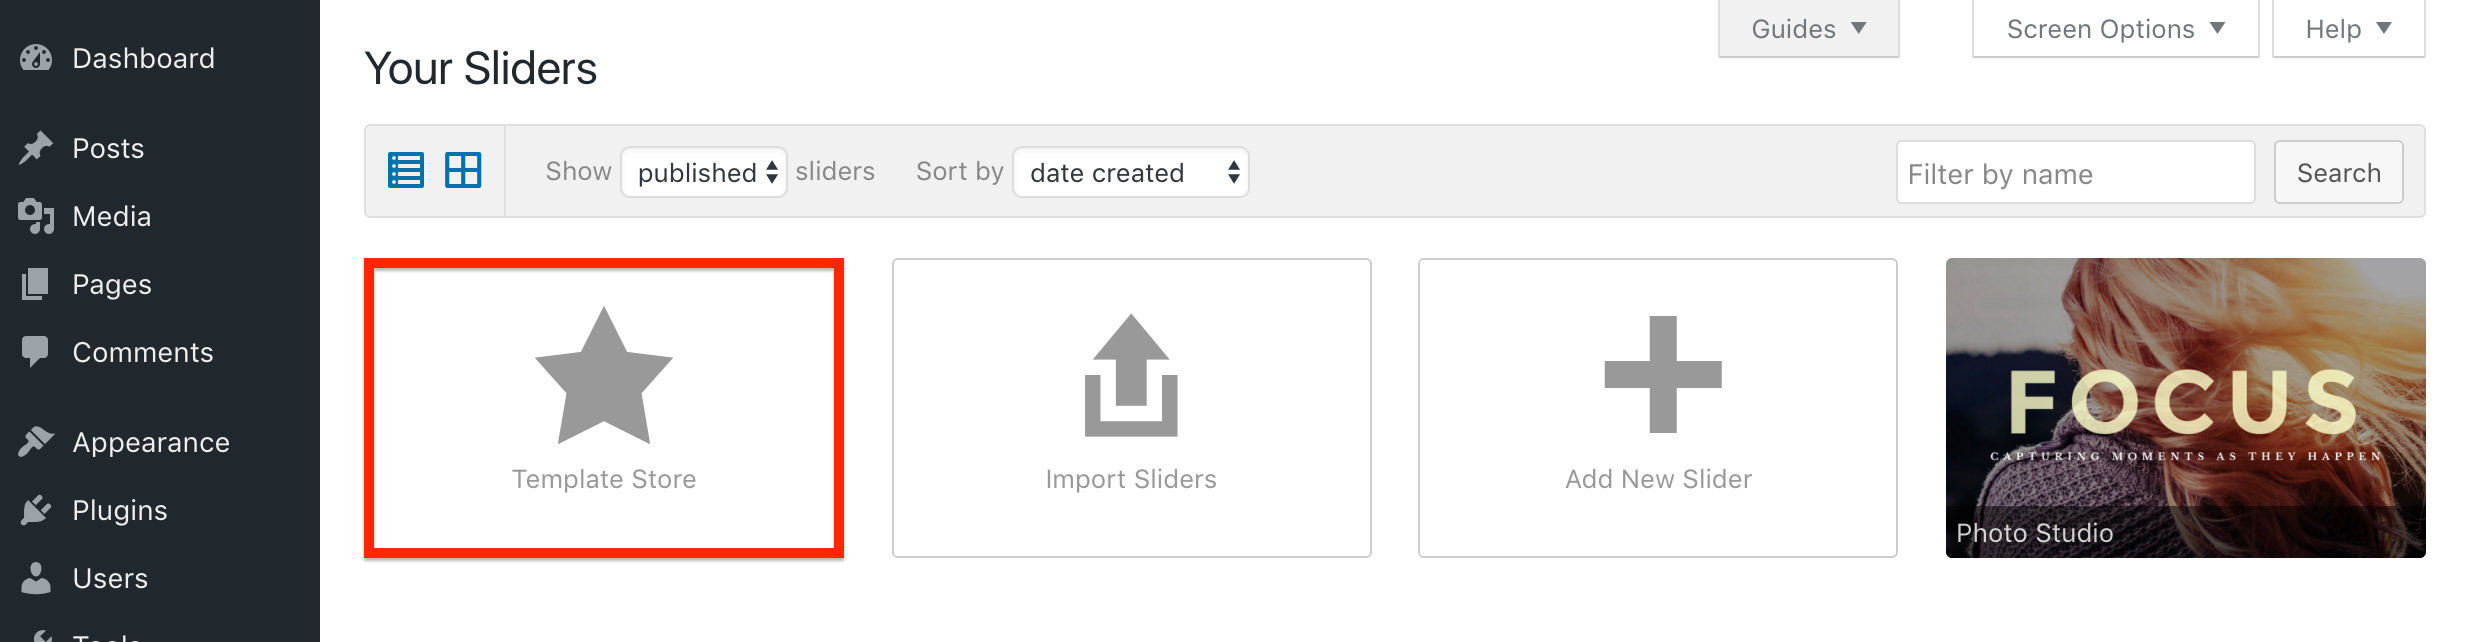 Dashboard
Posts
Media
Pages
Comments
Appearance
Plugins
Users
Tools
Guides
Screen Options
Help
Your Sliders
Show published sliders Sort by date created
Filter by name
Search
Template Store
Import Sliders
Add New Slider
FOCUS
CAPTURING MOMENTS AS THEY HAPPEN
Photo Studio